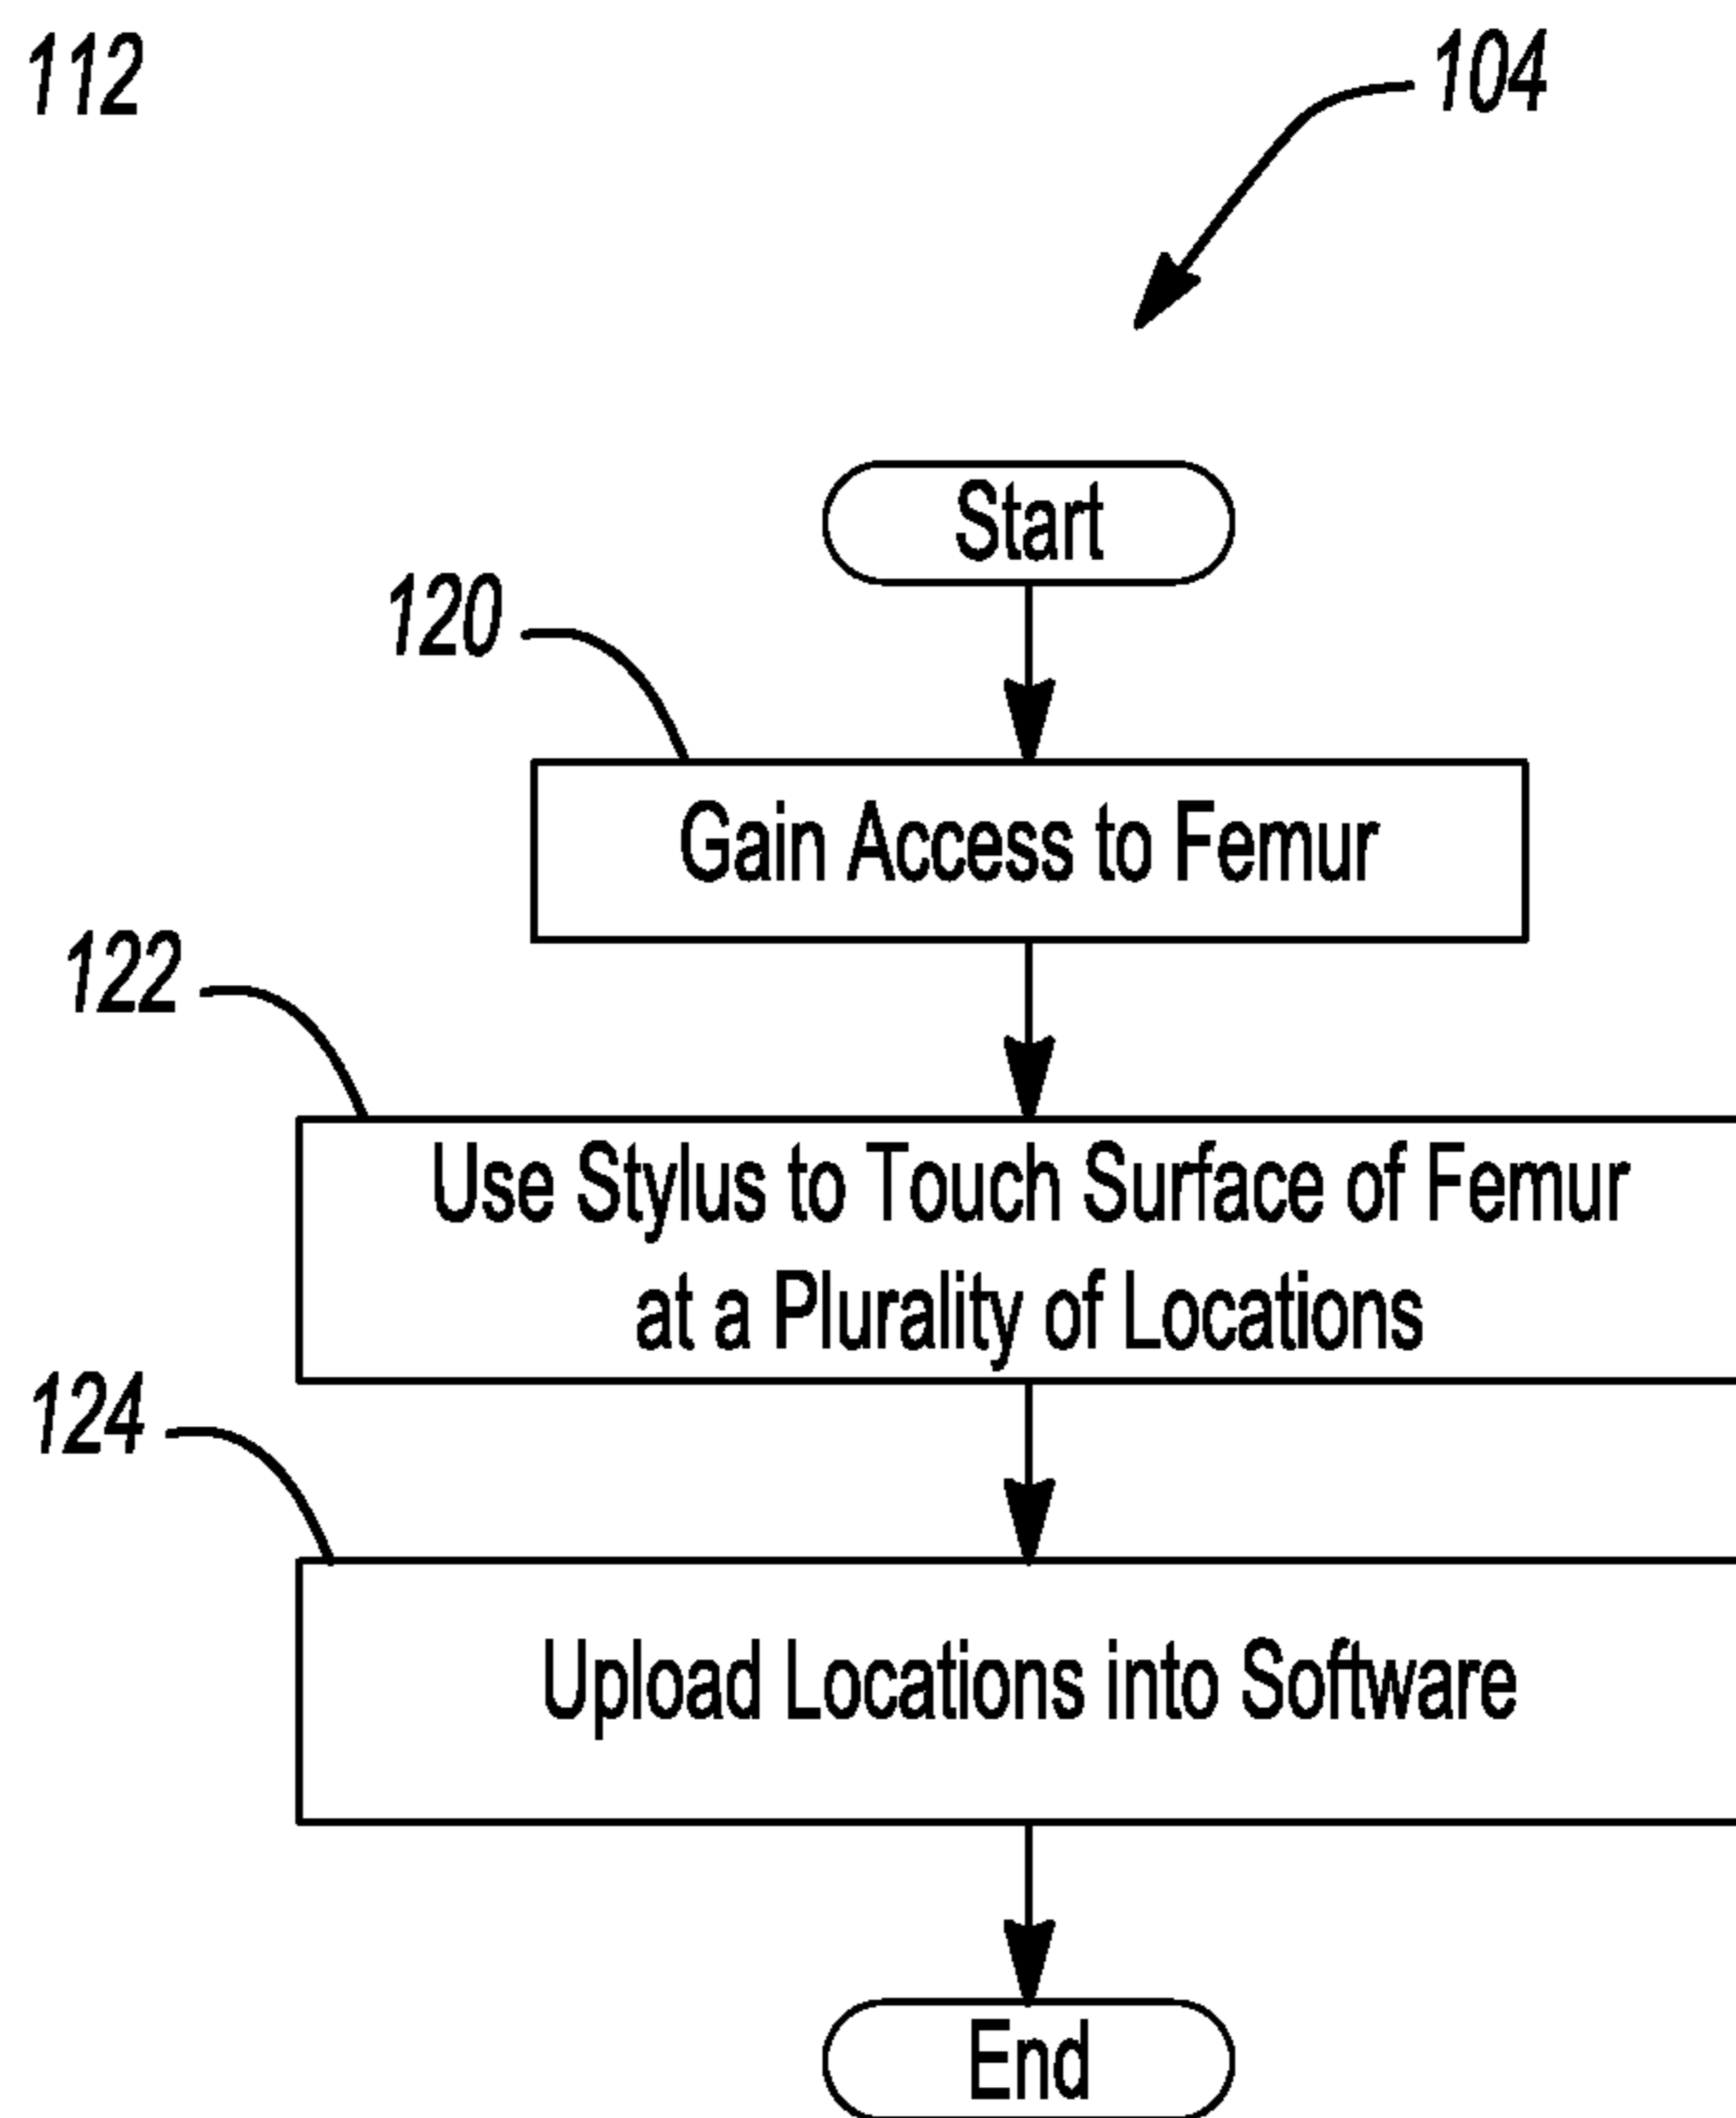 112
104
Start
120
Gain Access to Femur
122
Use Stylus to Touch Surface of Femur
at a Plurality of Locations
124
Upload Locations into Software
End